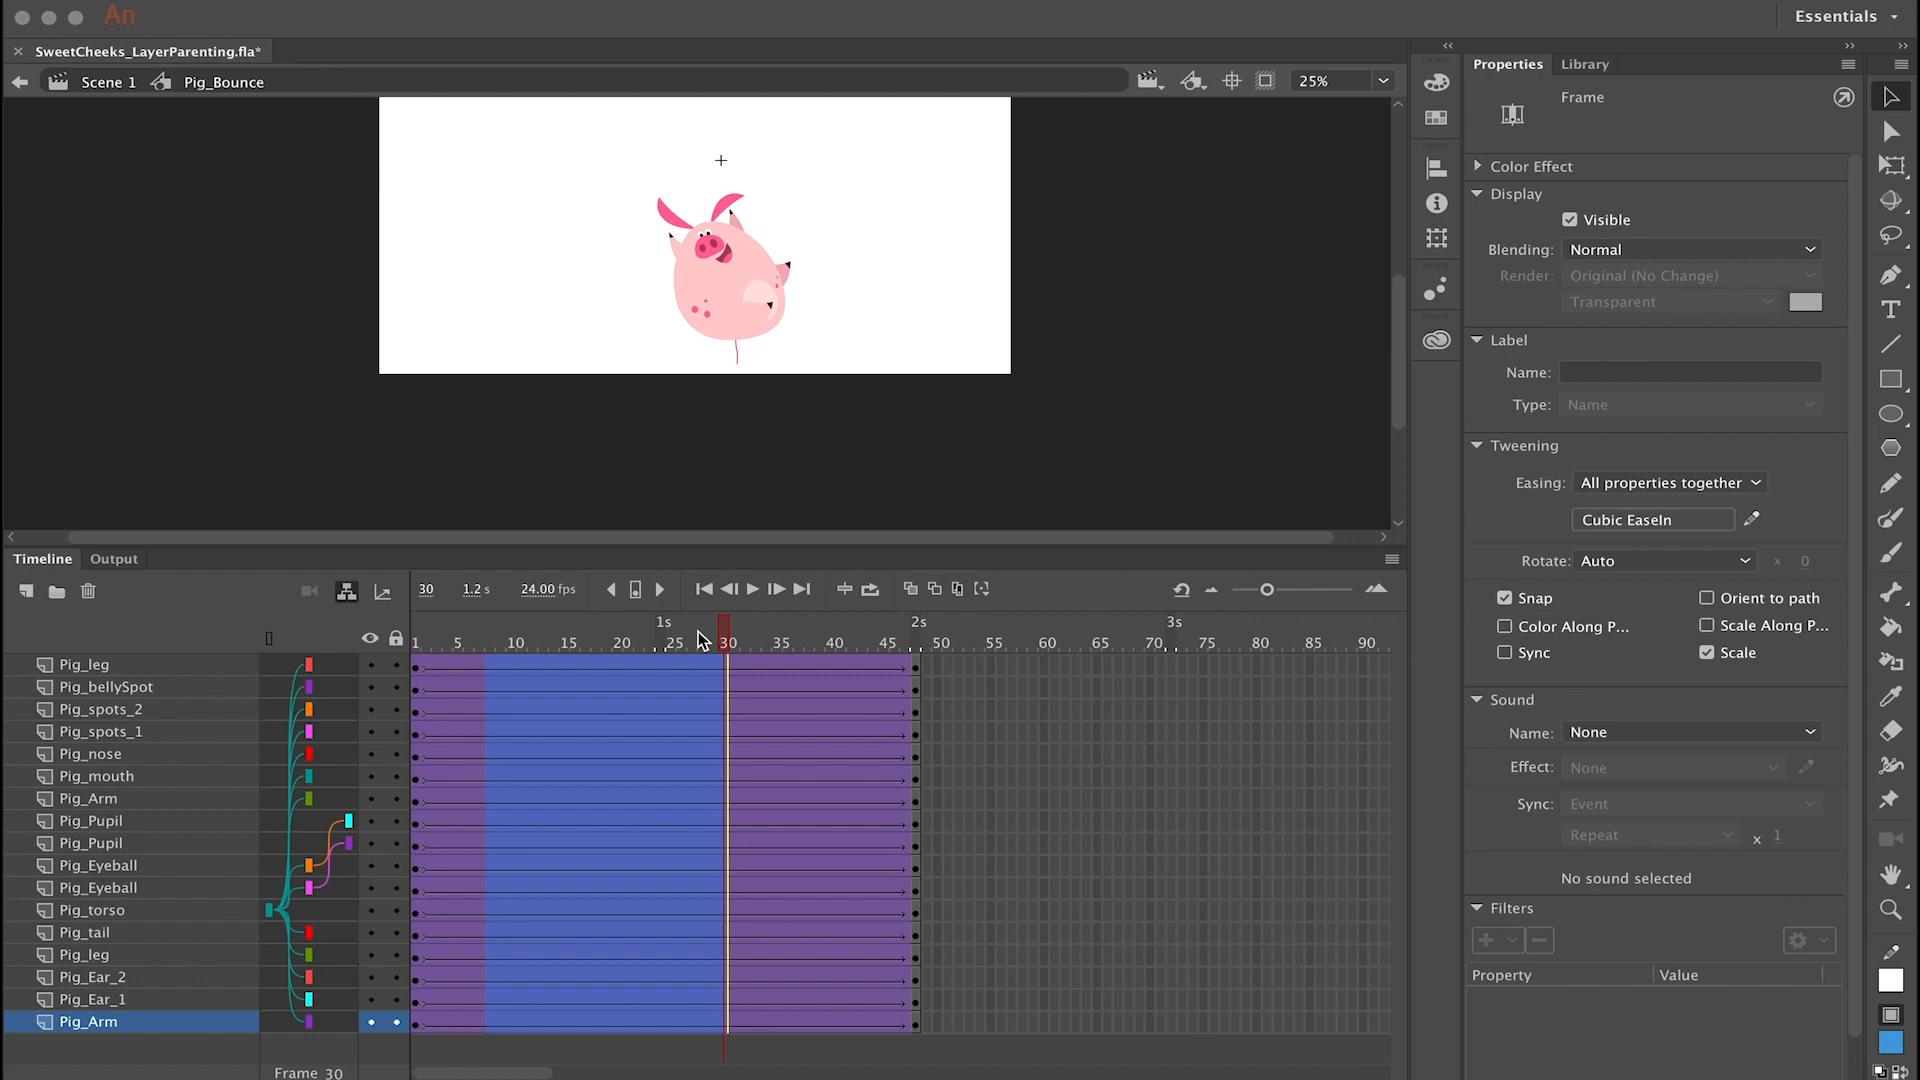 An
Essentials
× SweetCheeks_LayerParenting.fla*
Scene 1 Pig_Bounce
25%
Properties Library
Frame
Color Effect
Display
Visible
Blending: Normal
Render: Original (No Change)
Transparent
Label
Name:
Type: Name
Tweening
Easing: All properties together
Cubic EaseIn
Rotate: Auto x 0
Snap Orient to path
Color Along P... Scale Along P...
Sync Scale
Sound
Name: None
Effect: None
Sync: Event
Repeat x 1
No sound selected
Filters
Property Value
Timeline Output
30 1.2 s 24.00 fps
1s 2s 3s
1 5 10 15 20 25 30 35 40 45 50 55 60 65 70 75 80 85 90
Pig_leg
Pig_bellySpot
Pig_spots_2
Pig_spots_1
Pig_nose
Pig_mouth
Pig_Arm
Pig_Pupil
Pig_Pupil
Pig_Eyeball
Pig_Eyeball
Pig_torso
Pig_tail
Pig_leg
Pig_Ear_2
Pig_Ear_1
Pig_Arm
Frame 30